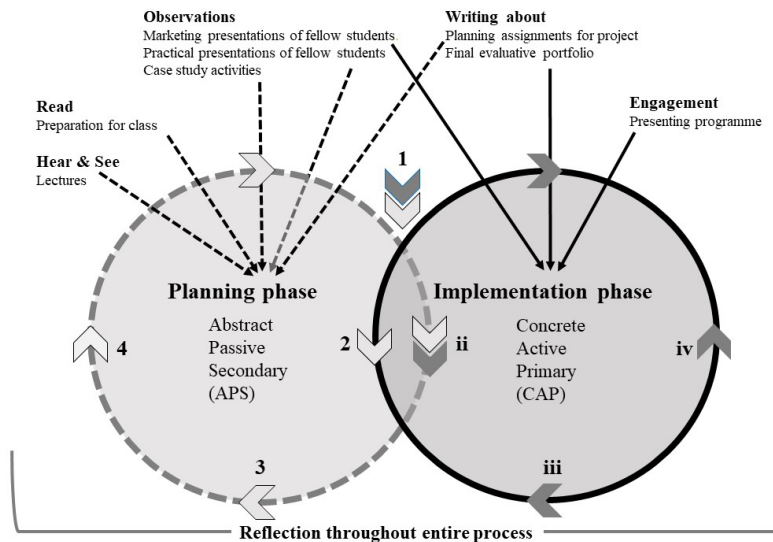 Observations
Marketing presentations of fellow students
Practical presentations of fellow students
Case study activities
Writing about
Planning assignments for project
Final evaluative portfolio
Read
Preparation for class
Engagement
Presenting programme
Hear & See
Lectures
1
Planning phase
Implementation phase
Abstract
Passive
Secondary
(APS)
Concrete
Active
Primary
(CAP)
4
2
ii
iv
3
iii
Reflection throughout entire process